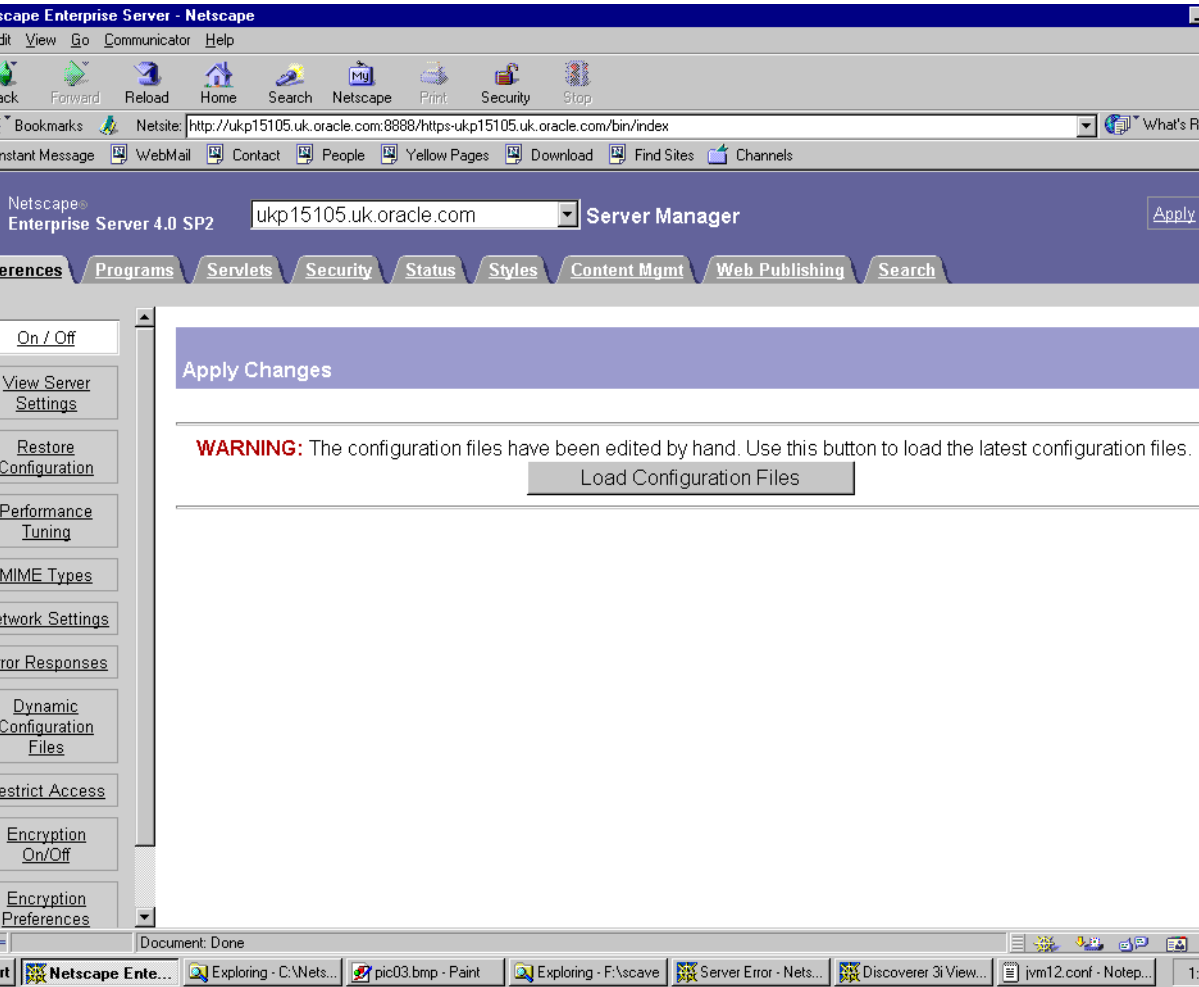 scape Enterprise Server - Netscape
dit View Go Communicator Help
ack Forward Reload Home Search Netscape Print Security Stop
My
Bookmarks Netsite: http://ukp15105.uk.oracle.com:8888/https-ukp15105.uk.oracle.com/bin/index What's R
nstant Message WebMail Contact People Yellow Pages Download Find Sites Channels
Netscape®
Enterprise Server 4.0 SP2
ukp15105.uk.oracle.com Server Manager Apply
erences Programs Servlets Security Status Styles Content Mgmt Web Publishing Search
On / Off
View Server
Settings
Restore
Configuration
Performance
Tuning
MIME Types
etwork Settings
ror Responses
Dynamic
Configuration
Files
estrict Access
Encryption
On/Off
Encryption
Preferences
Apply Changes
WARNING: The configuration files have been edited by hand. Use this button to load the latest configuration files.
Load Configuration Files
Document: Done
rt Netscape Ente... Exploring - C:\Nets... pic03.bmp - Paint Exploring - F:\scave Server Error - Nets... Discoverer 3i View... jvm12.conf - Notep... 1: